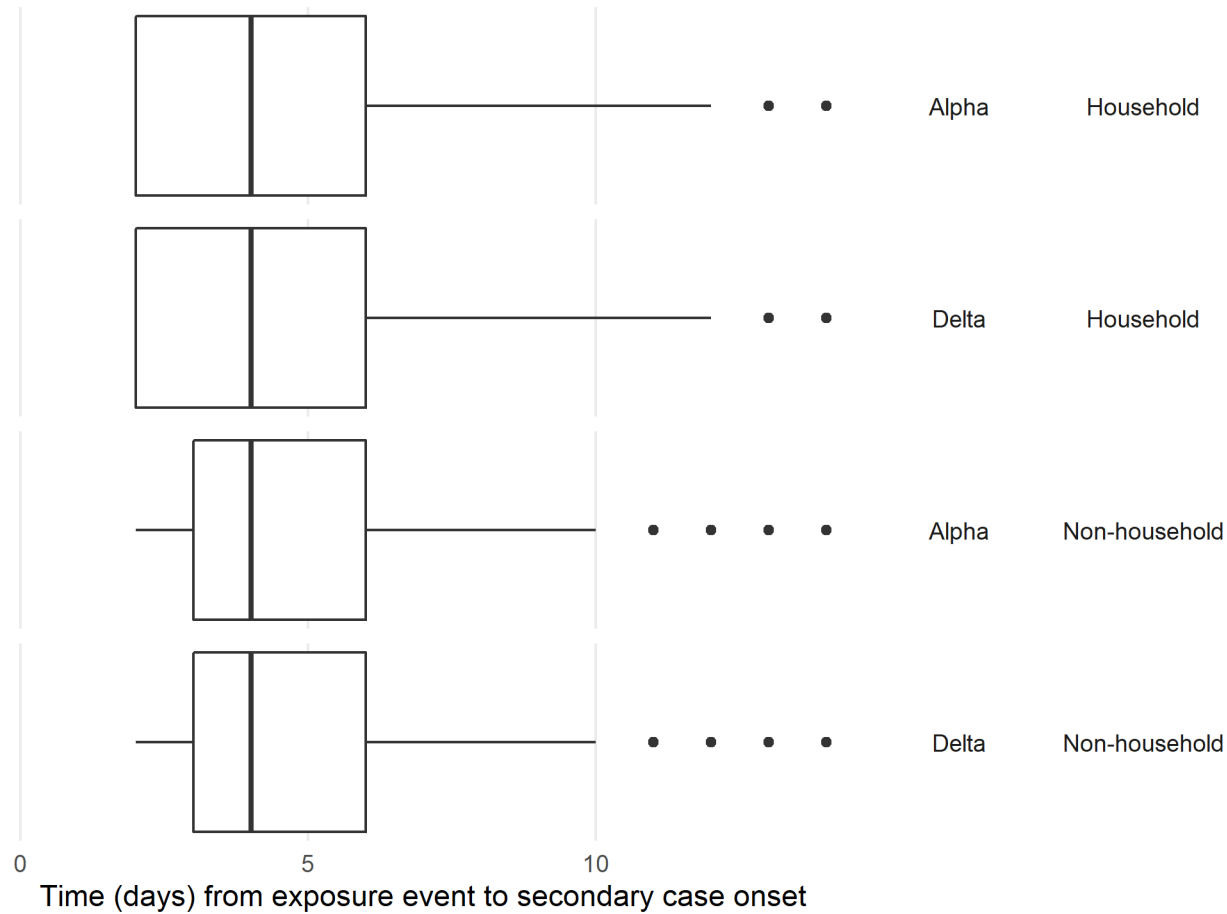 Alpha Household
Delta Household
Alpha Non-household
Delta Non-household
0 5 10
Time (days) from exposure event to secondary case onset